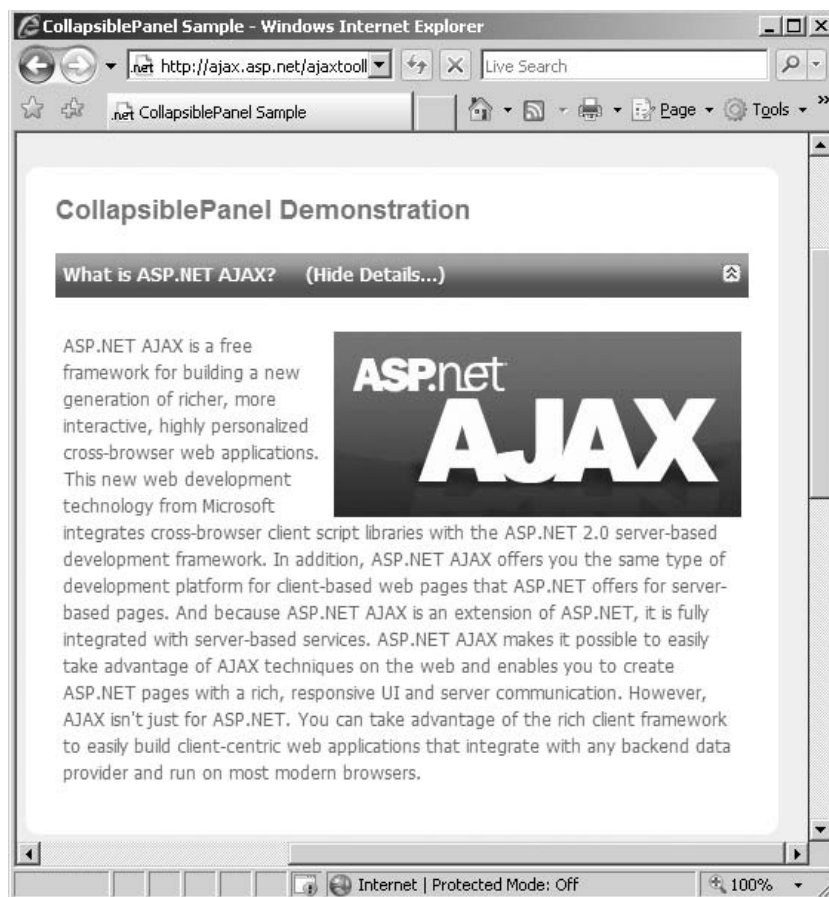 CollapsiblePanel Sample - Windows Internet Explorer
.net http://ajax.asp.net/ajaxtooll
Live Search
.net CollapsiblePanel Sample
Page
Tools
»
CollapsiblePanel Demonstration
What is ASP.NET AJAX? (Hide Details...)
ASP.net
AJAX
ASP.NET AJAX is a free
framework for building a new
generation of richer, more
interactive, highly personalized
cross-browser web applications.
This new web development
technology from Microsoft
integrates cross-browser client script libraries with the ASP.NET 2.0 server-based
development framework. In addition, ASP.NET AJAX offers you the same type of
development platform for client-based web pages that ASP.NET offers for server-
based pages. And because ASP.NET AJAX is an extension of ASP.NET, it is fully
integrated with server-based services. ASP.NET AJAX makes it possible to easily
take advantage of AJAX techniques on the web and enables you to create
ASP.NET pages with a rich, responsive UI and server communication. However,
AJAX isn't just for ASP.NET. You can take advantage of the rich client framework
to easily build client-centric web applications that integrate with any backend data
provider and run on most modern browsers.
Internet | Protected Mode: Off
100%